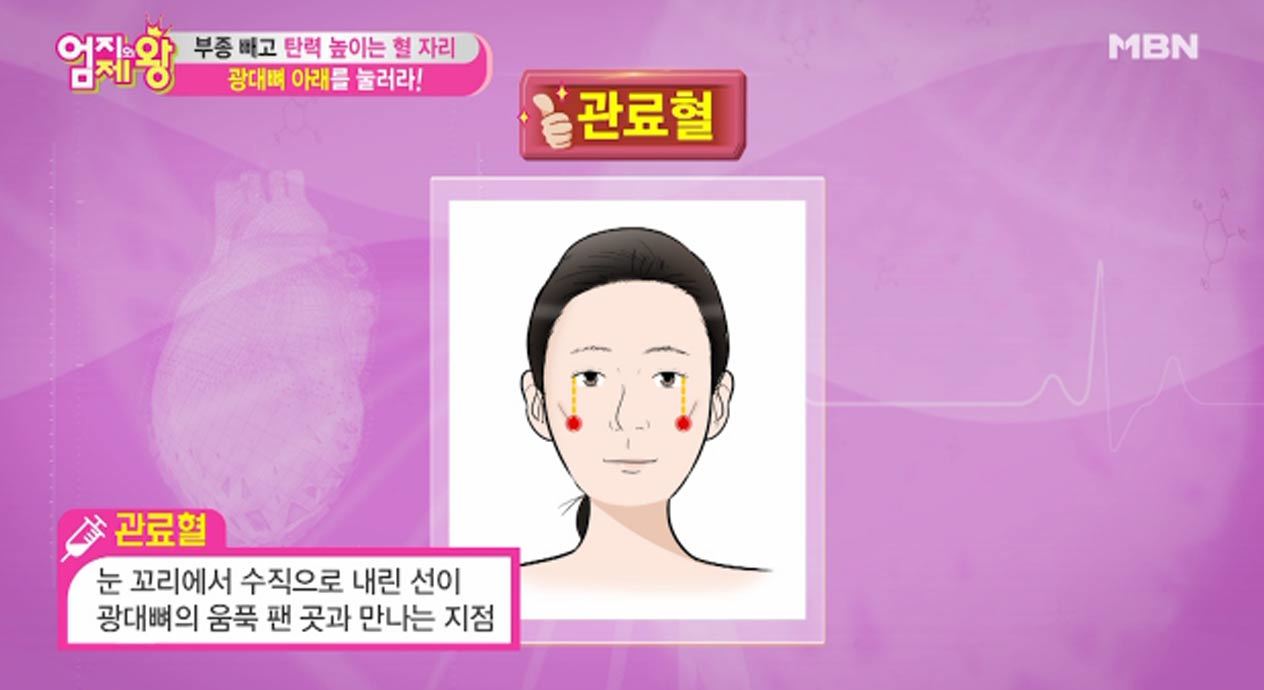 엄지의 제왕
부종 빼고 탄력 높이는 혈 자리
광대뼈 아래를 눌러라!
MBN
관료혈
관료혈
눈 꼬리에서 수직으로 내린 선이
광대뼈의 움푹 팬 곳과 만나는 지점